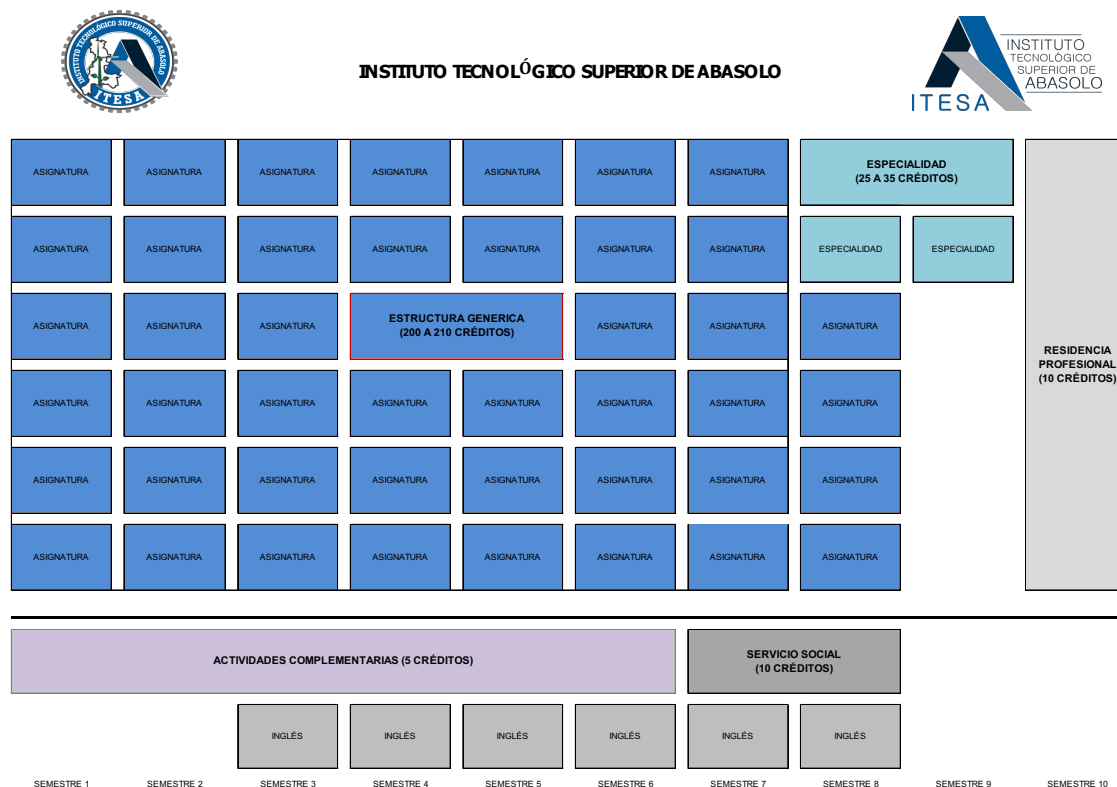 INSTITUTO TECNOLÓGICO SUPERIOR DE ABASOLO
ITESA
INSTITUTO TECNOLÓGICO SUPERIOR DE ABASOLO
INSTITUTO
TECNOLÓGICO
SUPERIOR DE
ABASOLO
ITESA
ASIGNATURA ASIGNATURA ASIGNATURA ASIGNATURA ASIGNATURA ASIGNATURA ASIGNATURA ESPECIALIDAD
(25 A 35 CRÉDITOS)
ASIGNATURA ASIGNATURA ASIGNATURA ASIGNATURA ASIGNATURA ASIGNATURA ASIGNATURA ESPECIALIDAD ESPECIALIDAD
ASIGNATURA ASIGNATURA ASIGNATURA ESTRUCTURA GENERICA
(200 A 210 CRÉDITOS)
ASIGNATURA ASIGNATURA ASIGNATURA
RESIDENCIA
PROFESIONAL
(10 CRÉDITOS)
ASIGNATURA ASIGNATURA ASIGNATURA ASIGNATURA ASIGNATURA ASIGNATURA ASIGNATURA ASIGNATURA
ASIGNATURA ASIGNATURA ASIGNATURA ASIGNATURA ASIGNATURA ASIGNATURA ASIGNATURA ASIGNATURA
ASIGNATURA ASIGNATURA ASIGNATURA ASIGNATURA ASIGNATURA ASIGNATURA ASIGNATURA ASIGNATURA
ACTIVIDADES COMPLEMENTARIAS (5 CRÉDITOS)
SERVICIO SOCIAL
(10 CRÉDITOS)
INGLÉS INGLÉS INGLÉS INGLÉS INGLÉS INGLÉS
SEMESTRE 1 SEMESTRE 2 SEMESTRE 3 SEMESTRE 4 SEMESTRE 5 SEMESTRE 6 SEMESTRE 7 SEMESTRE 8 SEMESTRE 9 SEMESTRE 10